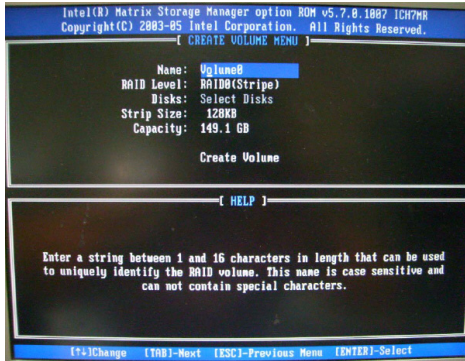 Intel(R) Matrix Storage Manager option ROM v5.7.0.1007 ICH7MR
Copyright(C) 2003-05 Intel Corporation. All Rights Reserved.
[ CREATE VOLUME MENU ]
Name: Volume0
RAID Level: RAID0(Stripe)
Disks: Select Disks
Strip Size: 128KB
Capacity: 149.1 GB
Create Volume
[ HELP ]
Enter a string between 1 and 16 characters in length that can be used
to uniquely identify the RAID volume. This name is case sensitive and
can not contain special characters.
[↑↓]Change [TAB]-Next [ESC]-Previous Menu [ENTER]-Select